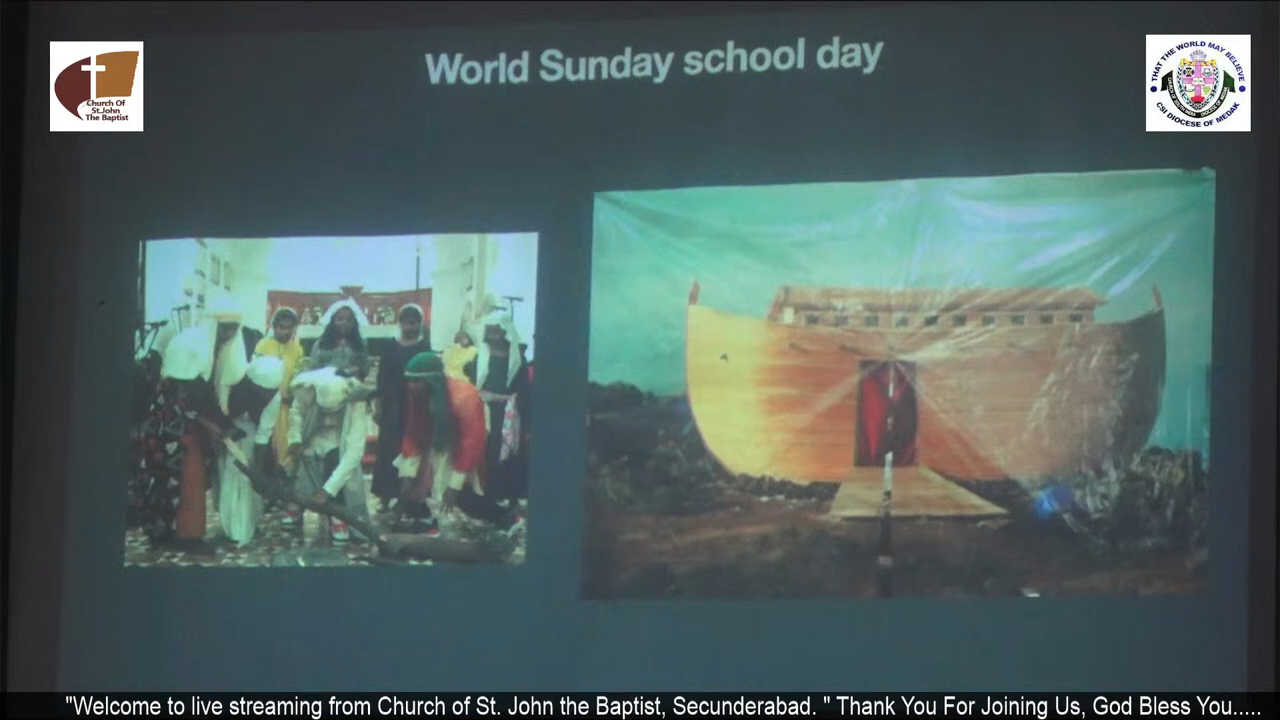 World Sunday school day
Church Of
St.John
The Baptist
THAT THE WORLD MAY BELIEVE
CSI DIOCESE OF MEDAK
"Welcome to live streaming from Church of St. John the Baptist, Secunderabad. " Thank You For Joining Us, God Bless You.....